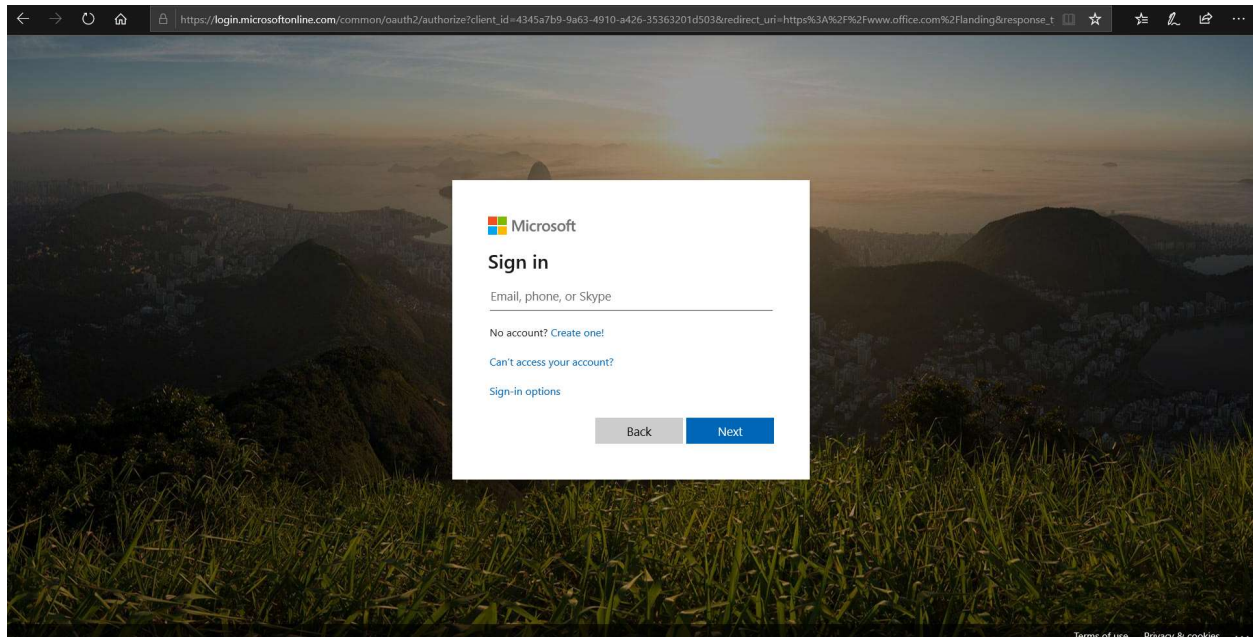 https://login.microsoftonline.com/common/oauth2/authorize?client_id=4345a7b9-9a63-4910-a426-35363201d503&redirect_uri=https%3A%2F%2Fwww.office.com%2Flanding&response_t
Microsoft
Sign in
Email, phone, or Skype
No account? Create one!
Can't access your account?
Sign-in options
Back Next
Terms of use Privacy & cookies ...